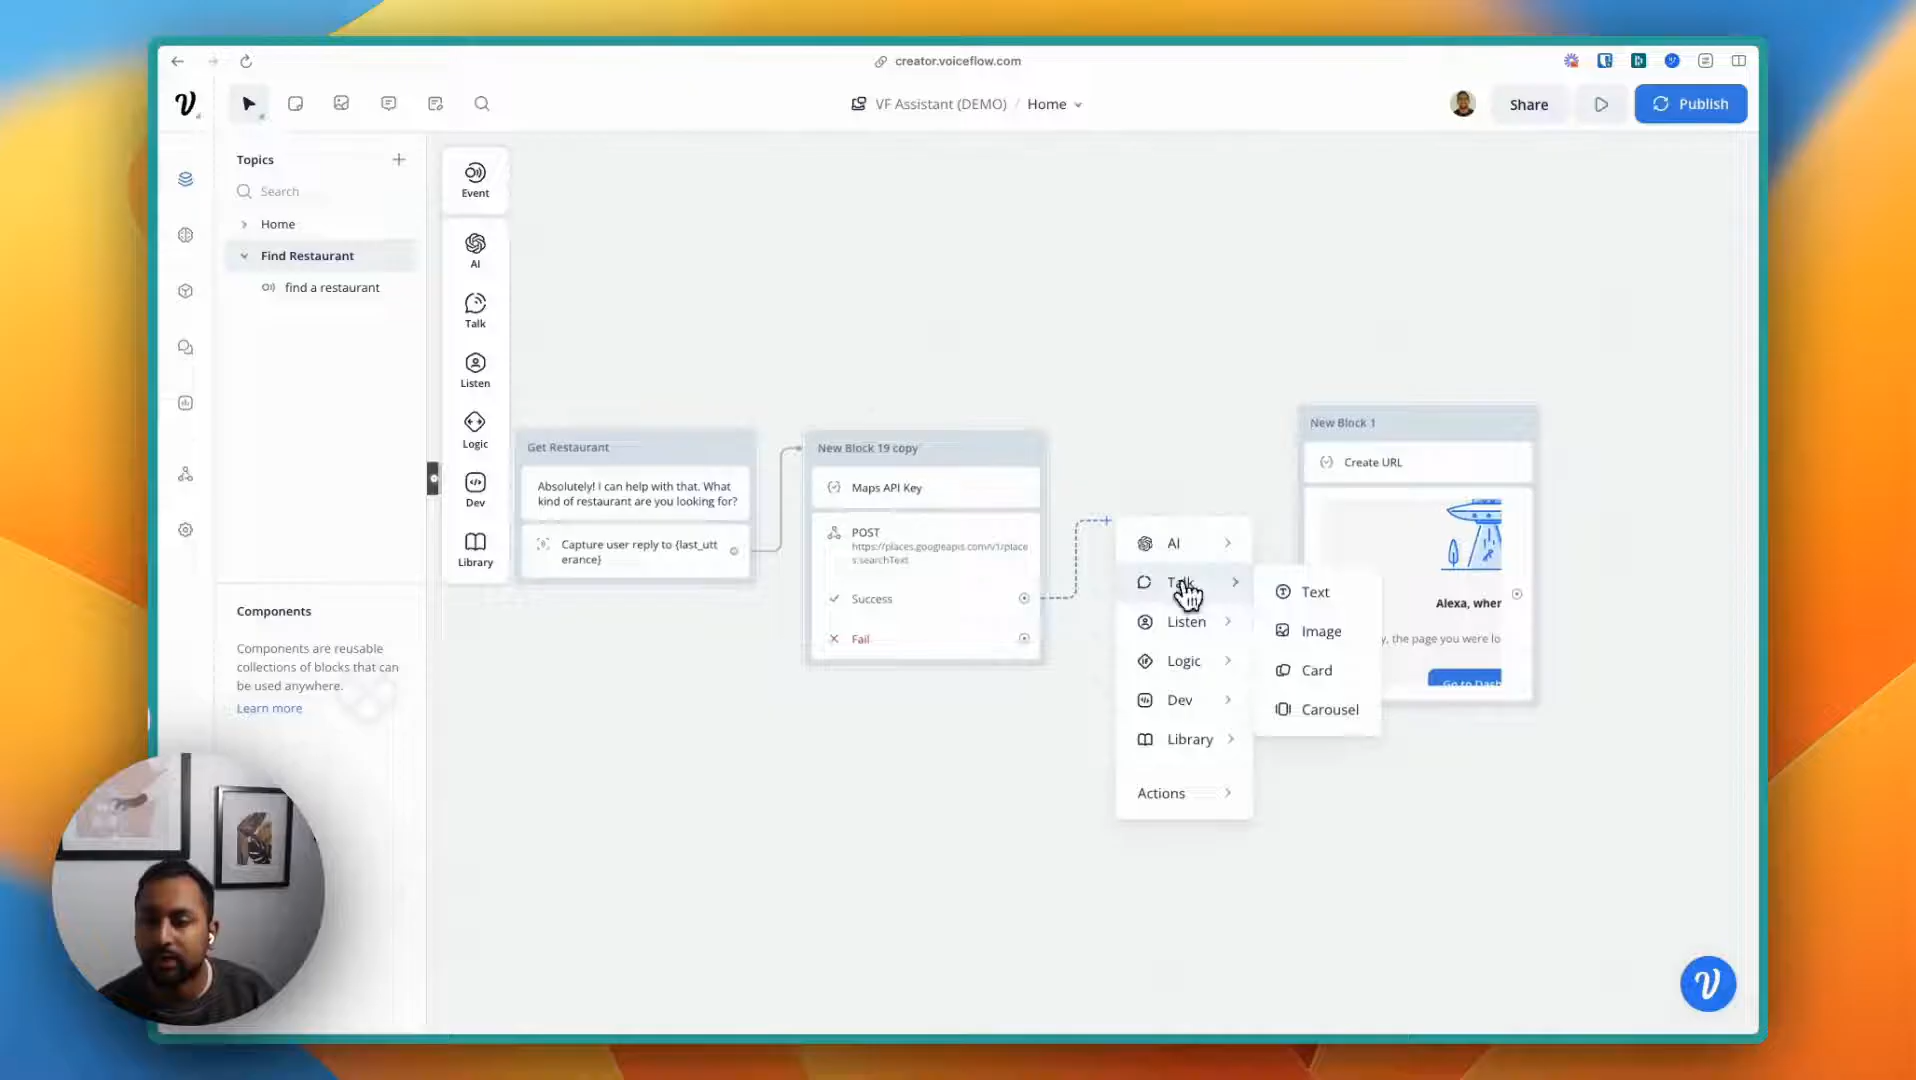 creator.voiceflow.com
VF Assistant (DEMO) / Home
Share
Publish
Topics
Search
Home
Find Restaurant
find a restaurant
Components
Components are reusable
collections of blocks that can
be used anywhere.
Learn more
Event
AI
Talk
Listen
Logic
Dev
Library
Get Restaurant
Absolutely! I can help with that. What
kind of restaurant are you looking for?
Capture user reply to {last_utt
erance}
New Block 19 copy
Maps API Key
POST
https://places.googleapis.com/v1/place
s:searchText
Success
Fail
AI
Talk
Listen
Logic
Dev
Library
Actions
Text
Image
Card
Carousel
New Block 1
Create URL
Alexa, wher
y, the page you were lo
Go to Dash